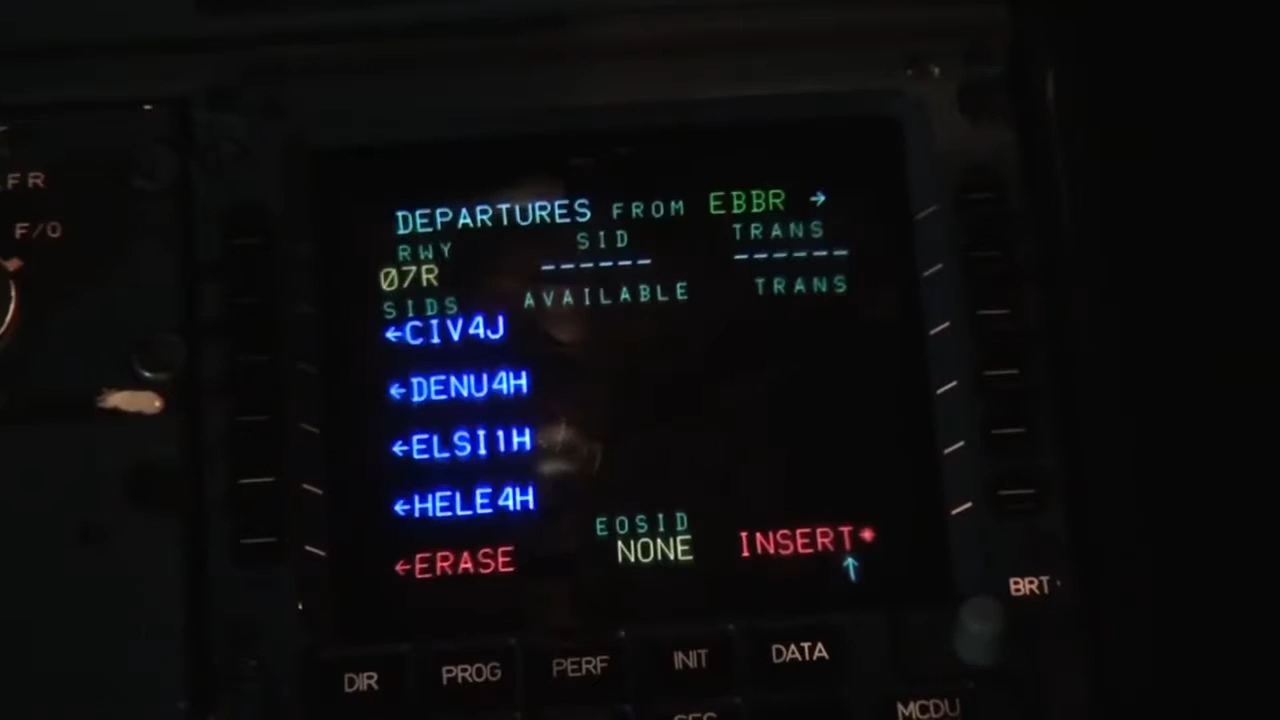 FR
F/O
DEPARTURES FROM EBBR →
RWY SID TRANS
07R ------ ------
SIDS AVAILABLE TRANS
←CIV4J
←DENU4H
←ELSI1H
←HELE4H
EOSID
←ERASE NONE INSERT*
↑
BRT
DIR PROG PERF INIT DATA
MCDU